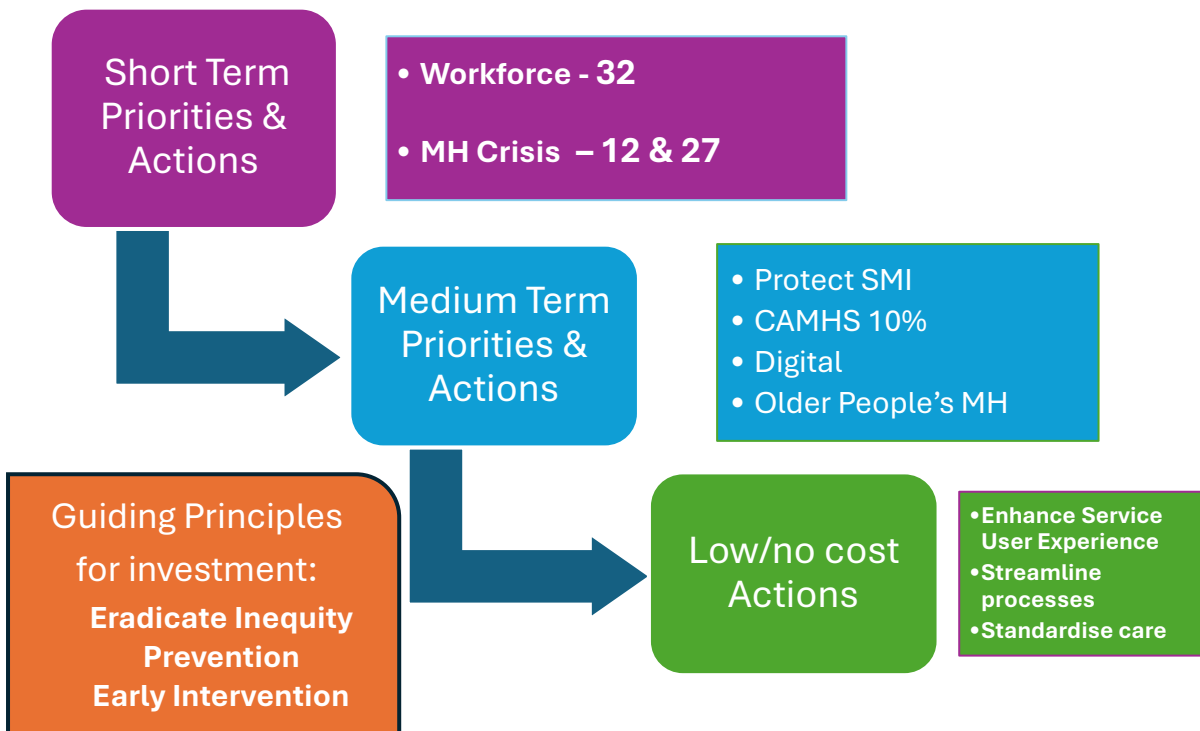 Short Term
Priorities &
Actions
• Workforce - 32
• MH Crisis – 12 & 27
Medium Term
Priorities &
Actions
• Protect SMI
• CAMHS 10%
• Digital
• Older People’s MH
Guiding Principles
for investment:
Eradicate Inequity
Prevention
Early Intervention
Low/no cost
Actions
•Enhance Service
User Experience
•Streamline
processes
•Standardise care